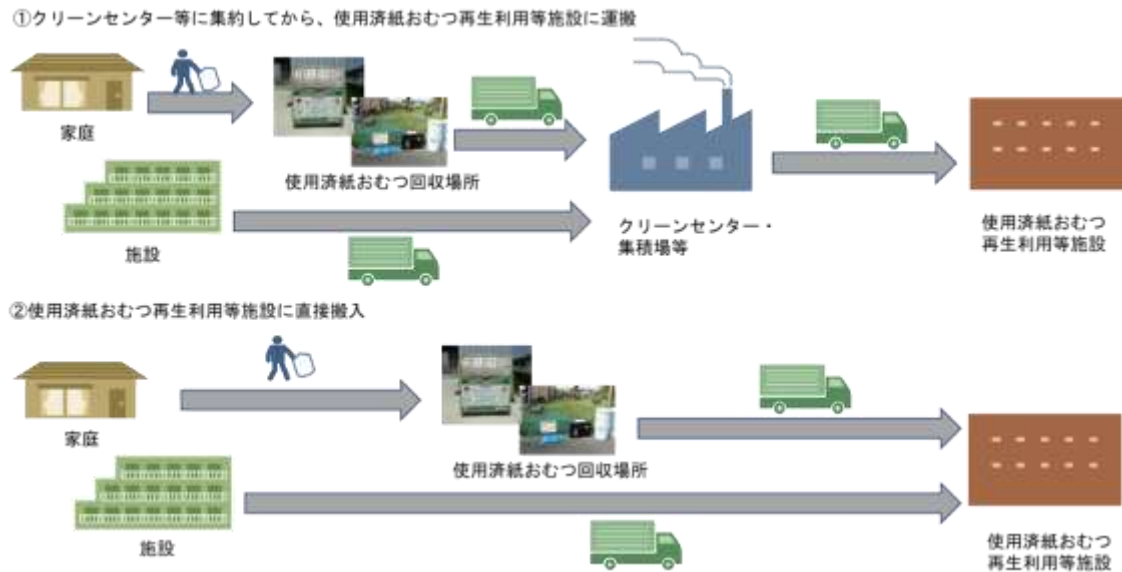 ①クリーンセンター等に集約してから、使用済紙おむつ再生利用等施設に運搬
家庭
使用済紙おむつ回収場所
施設
クリーンセンター・
集積場等
使用済紙おむつ
再生利用等施設
②使用済紙おむつ再生利用等施設に直接搬入
家庭
使用済紙おむつ回収場所
施設
使用済紙おむつ
再生利用等施設